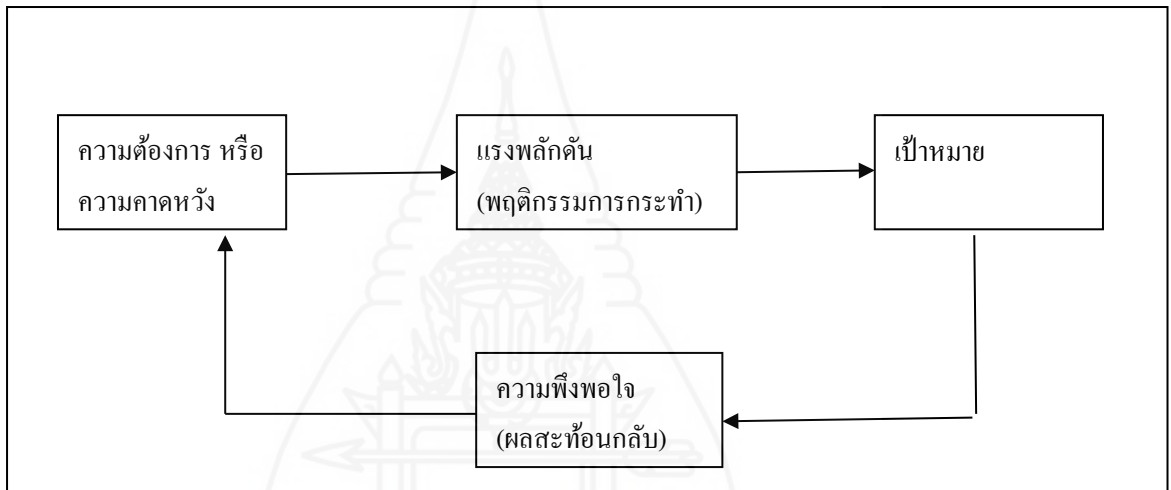 ความต้องการ หรือ
ความคาดหวัง
แรงพลักดัน
(พฤติกรรมการกระทำ)
เป้าหมาย
ความพึงพอใจ
(ผลสะท้อนกลับ)